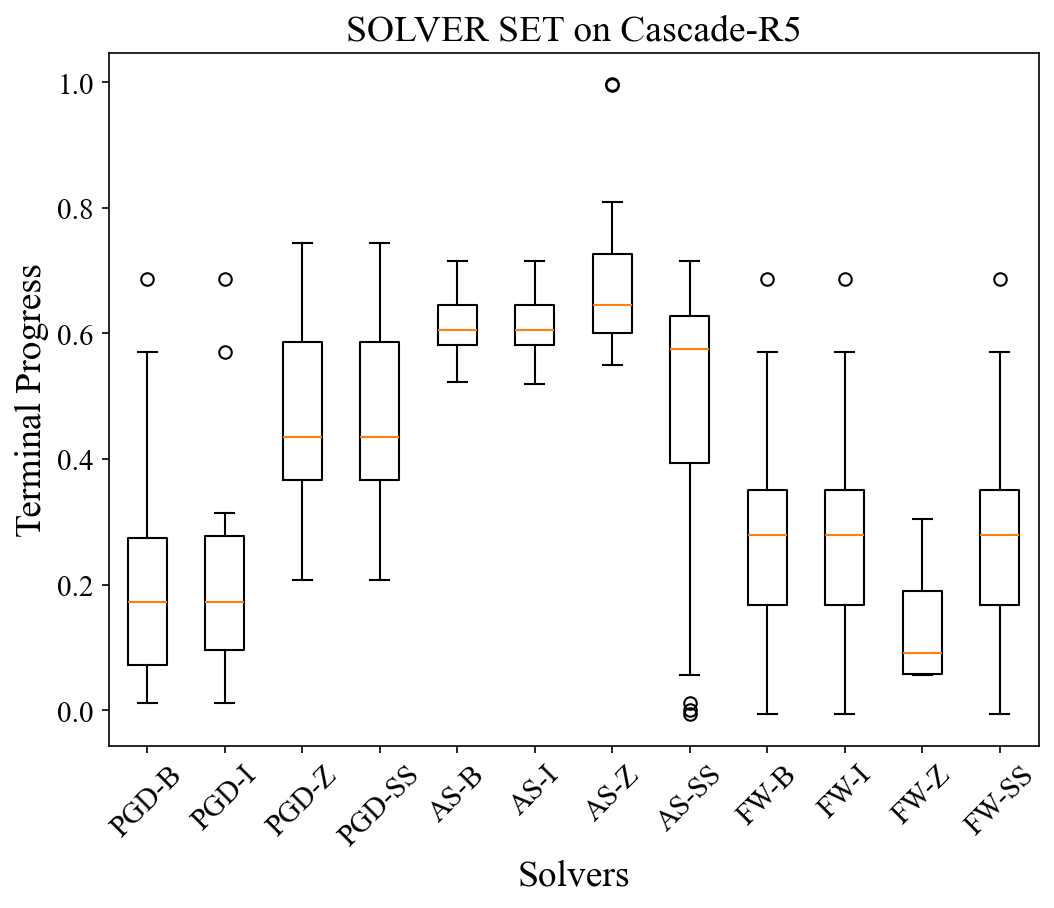 SOLVER SET on Cascade-R5
Terminal Progress
1.0
0.8
0.6
0.4
0.2
0.0
PGD-B
PGD-I
PGD-Z
PGD-SS
AS-B
AS-I
AS-Z
AS-SS
FW-B
FW-I
FW-Z
FW-SS
Solvers